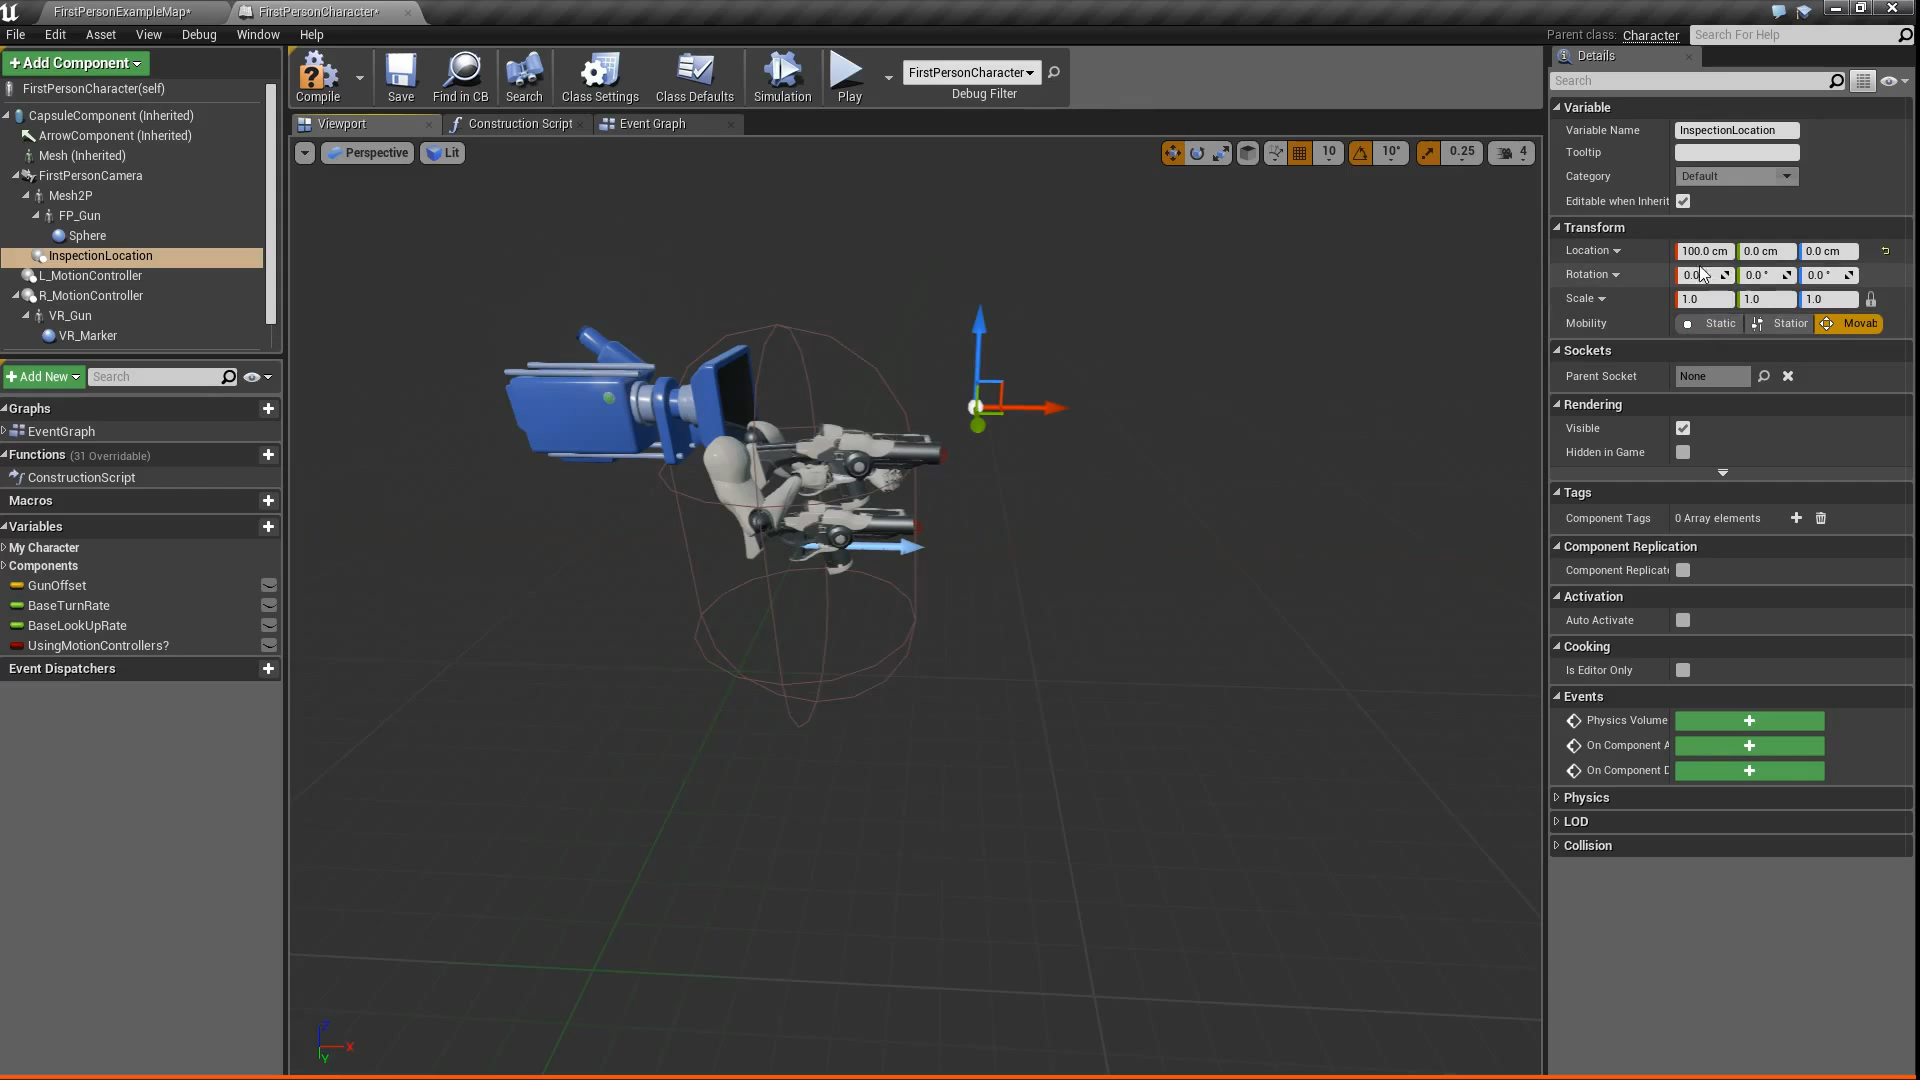 FirstPersonExampleMap*
FirstPersonCharacter*
File Edit Asset View Debug Window Help
Parent class: Character
Search For Help
Add Component
FirstPersonCharacter(self)
CapsuleComponent (Inherited)
ArrowComponent (Inherited)
Mesh (Inherited)
FirstPersonCamera
Mesh2P
FP_Gun
Sphere
InspectionLocation
L_MotionController
R_MotionController
VR_Gun
VR_Marker
Add New
Search
Graphs
EventGraph
Functions (31 Overridable)
ConstructionScript
Macros
Variables
My Character
Components
GunOffset
BaseTurnRate
BaseLookUpRate
UsingMotionControllers?
Event Dispatchers
Compile
Save
Find in CB
Search
Class Settings
Class Defaults
Simulation
Play
FirstPersonCharacter
Debug Filter
Viewport
Construction Script
Event Graph
Perspective
Lit
10
10°
0.25
4
Z
X
Y
Details
Search
Variable
Variable Name InspectionLocation
Tooltip
Category Default
Editable when Inherit
Transform
Location 100.0 cm 0.0 cm 0.0 cm
Rotation 0.0 0.0 ° 0.0 °
Scale 1.0 1.0 1.0
Mobility Static Station Movab
Sockets
Parent Socket None
Rendering
Visible
Hidden in Game
Tags
Component Tags 0 Array elements
Component Replication
Component Replicate
Activation
Auto Activate
Cooking
Is Editor Only
Events
Physics Volume
On Component A
On Component D
Physics
LOD
Collision